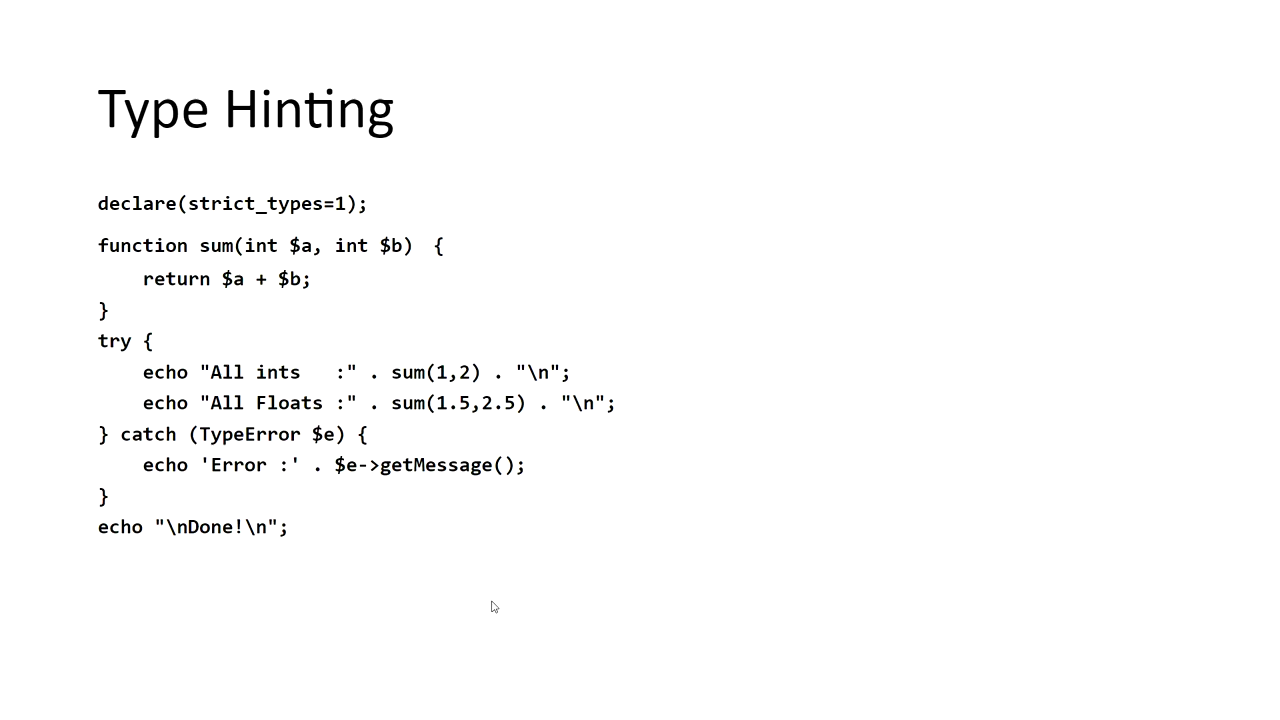 Type Hinting
declare(strict_types=1);
function sum(int $a, int $b)  {
    return $a + $b;
}
try {
    echo "All ints   :" . sum(1,2) . "\n";
    echo "All Floats :" . sum(1.5,2.5) . "\n";
} catch (TypeError $e) {
    echo 'Error :' . $e->getMessage();
}
echo "\nDone!\n";